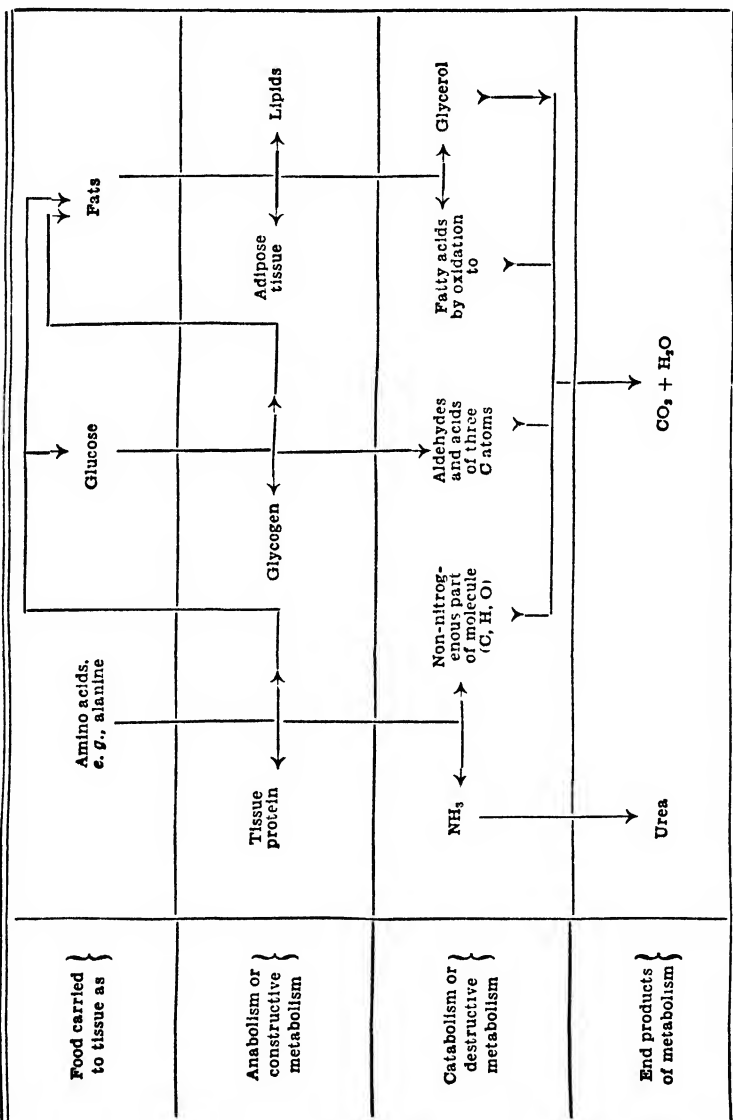 Food carried
to tissue as
Amino acids,
e. g., alanine
Glucose
Fats
Anabolism or
constructive
metabolism
Tissue
protein
Glycogen
Adipose
tissue
Lipids
Catabolism or
destructive
metabolism
NH₃
Non-nitrog-
enous part
of molecule
(C, H, O)
Aldehydes
and acids
of three
C atoms
Fatty acids
by oxidation
to
Glycerol
End products
of metabolism
Urea
CO₂ + H₂O